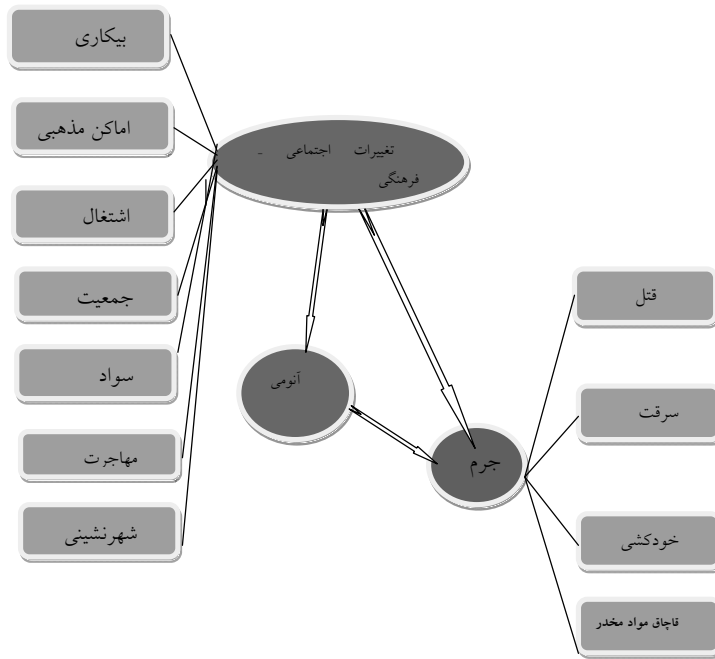 بیکاری
اماکن مذهبی
اشتغال
جمعیت
سواد
مهاجرت
شهرنشینی
تغییرات اجتماعی -
فرهنگی
آنومی
جرم
قتل
سرقت
خودکشی
قاچاق مواد مخدر